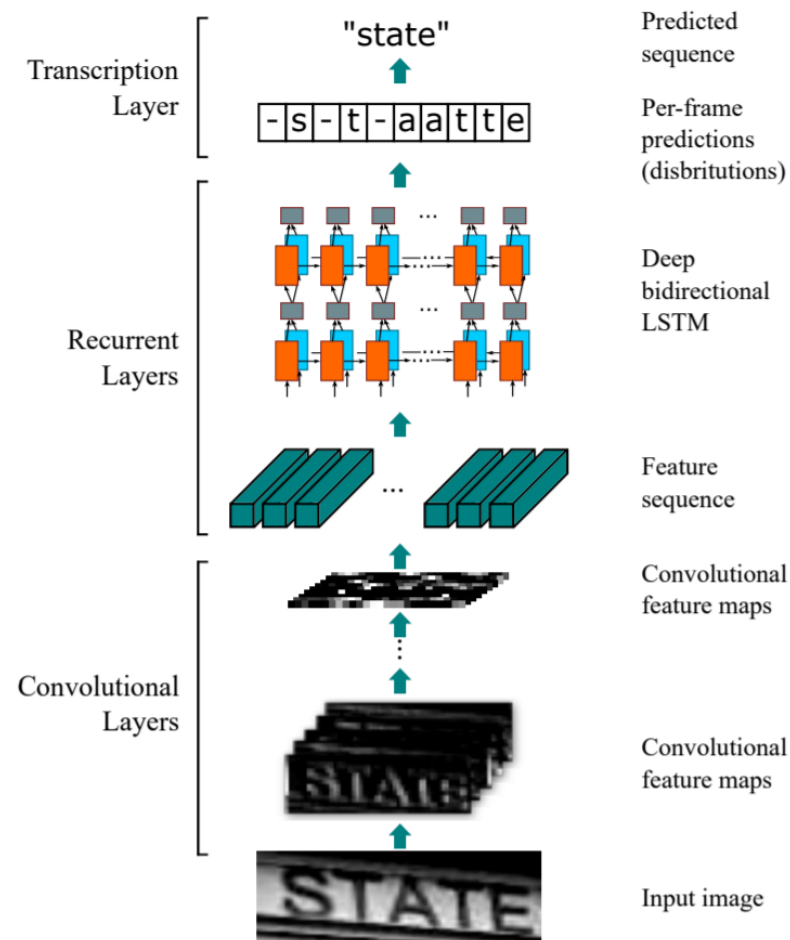 "state"
Predicted
sequence
Transcription
Layer
-s-t-aatte
Per-frame
predictions
(disbritutions)
...
...
...
Deep
bidirectional
LSTM
...
...
Recurrent
Layers
...
Feature
sequence
Convolutional
feature maps
Convolutional
Layers
STATE
Convolutional
feature maps
STATE
Input image